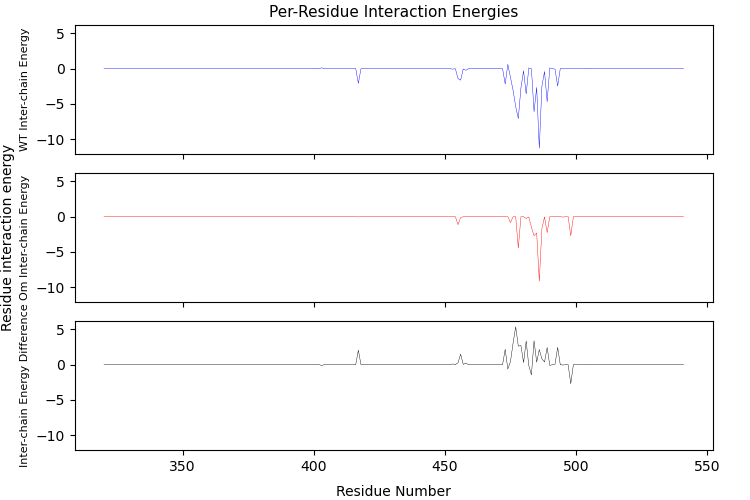 Per-Residue Interaction Energies
Residue interaction energy
WT Inter-chain Energy
5
0
−5
−10
Om Inter-chain Energy
5
0
−5
−10
Inter-chain Energy Difference
5
0
−5
−10
350
400
450
500
550
Residue Number